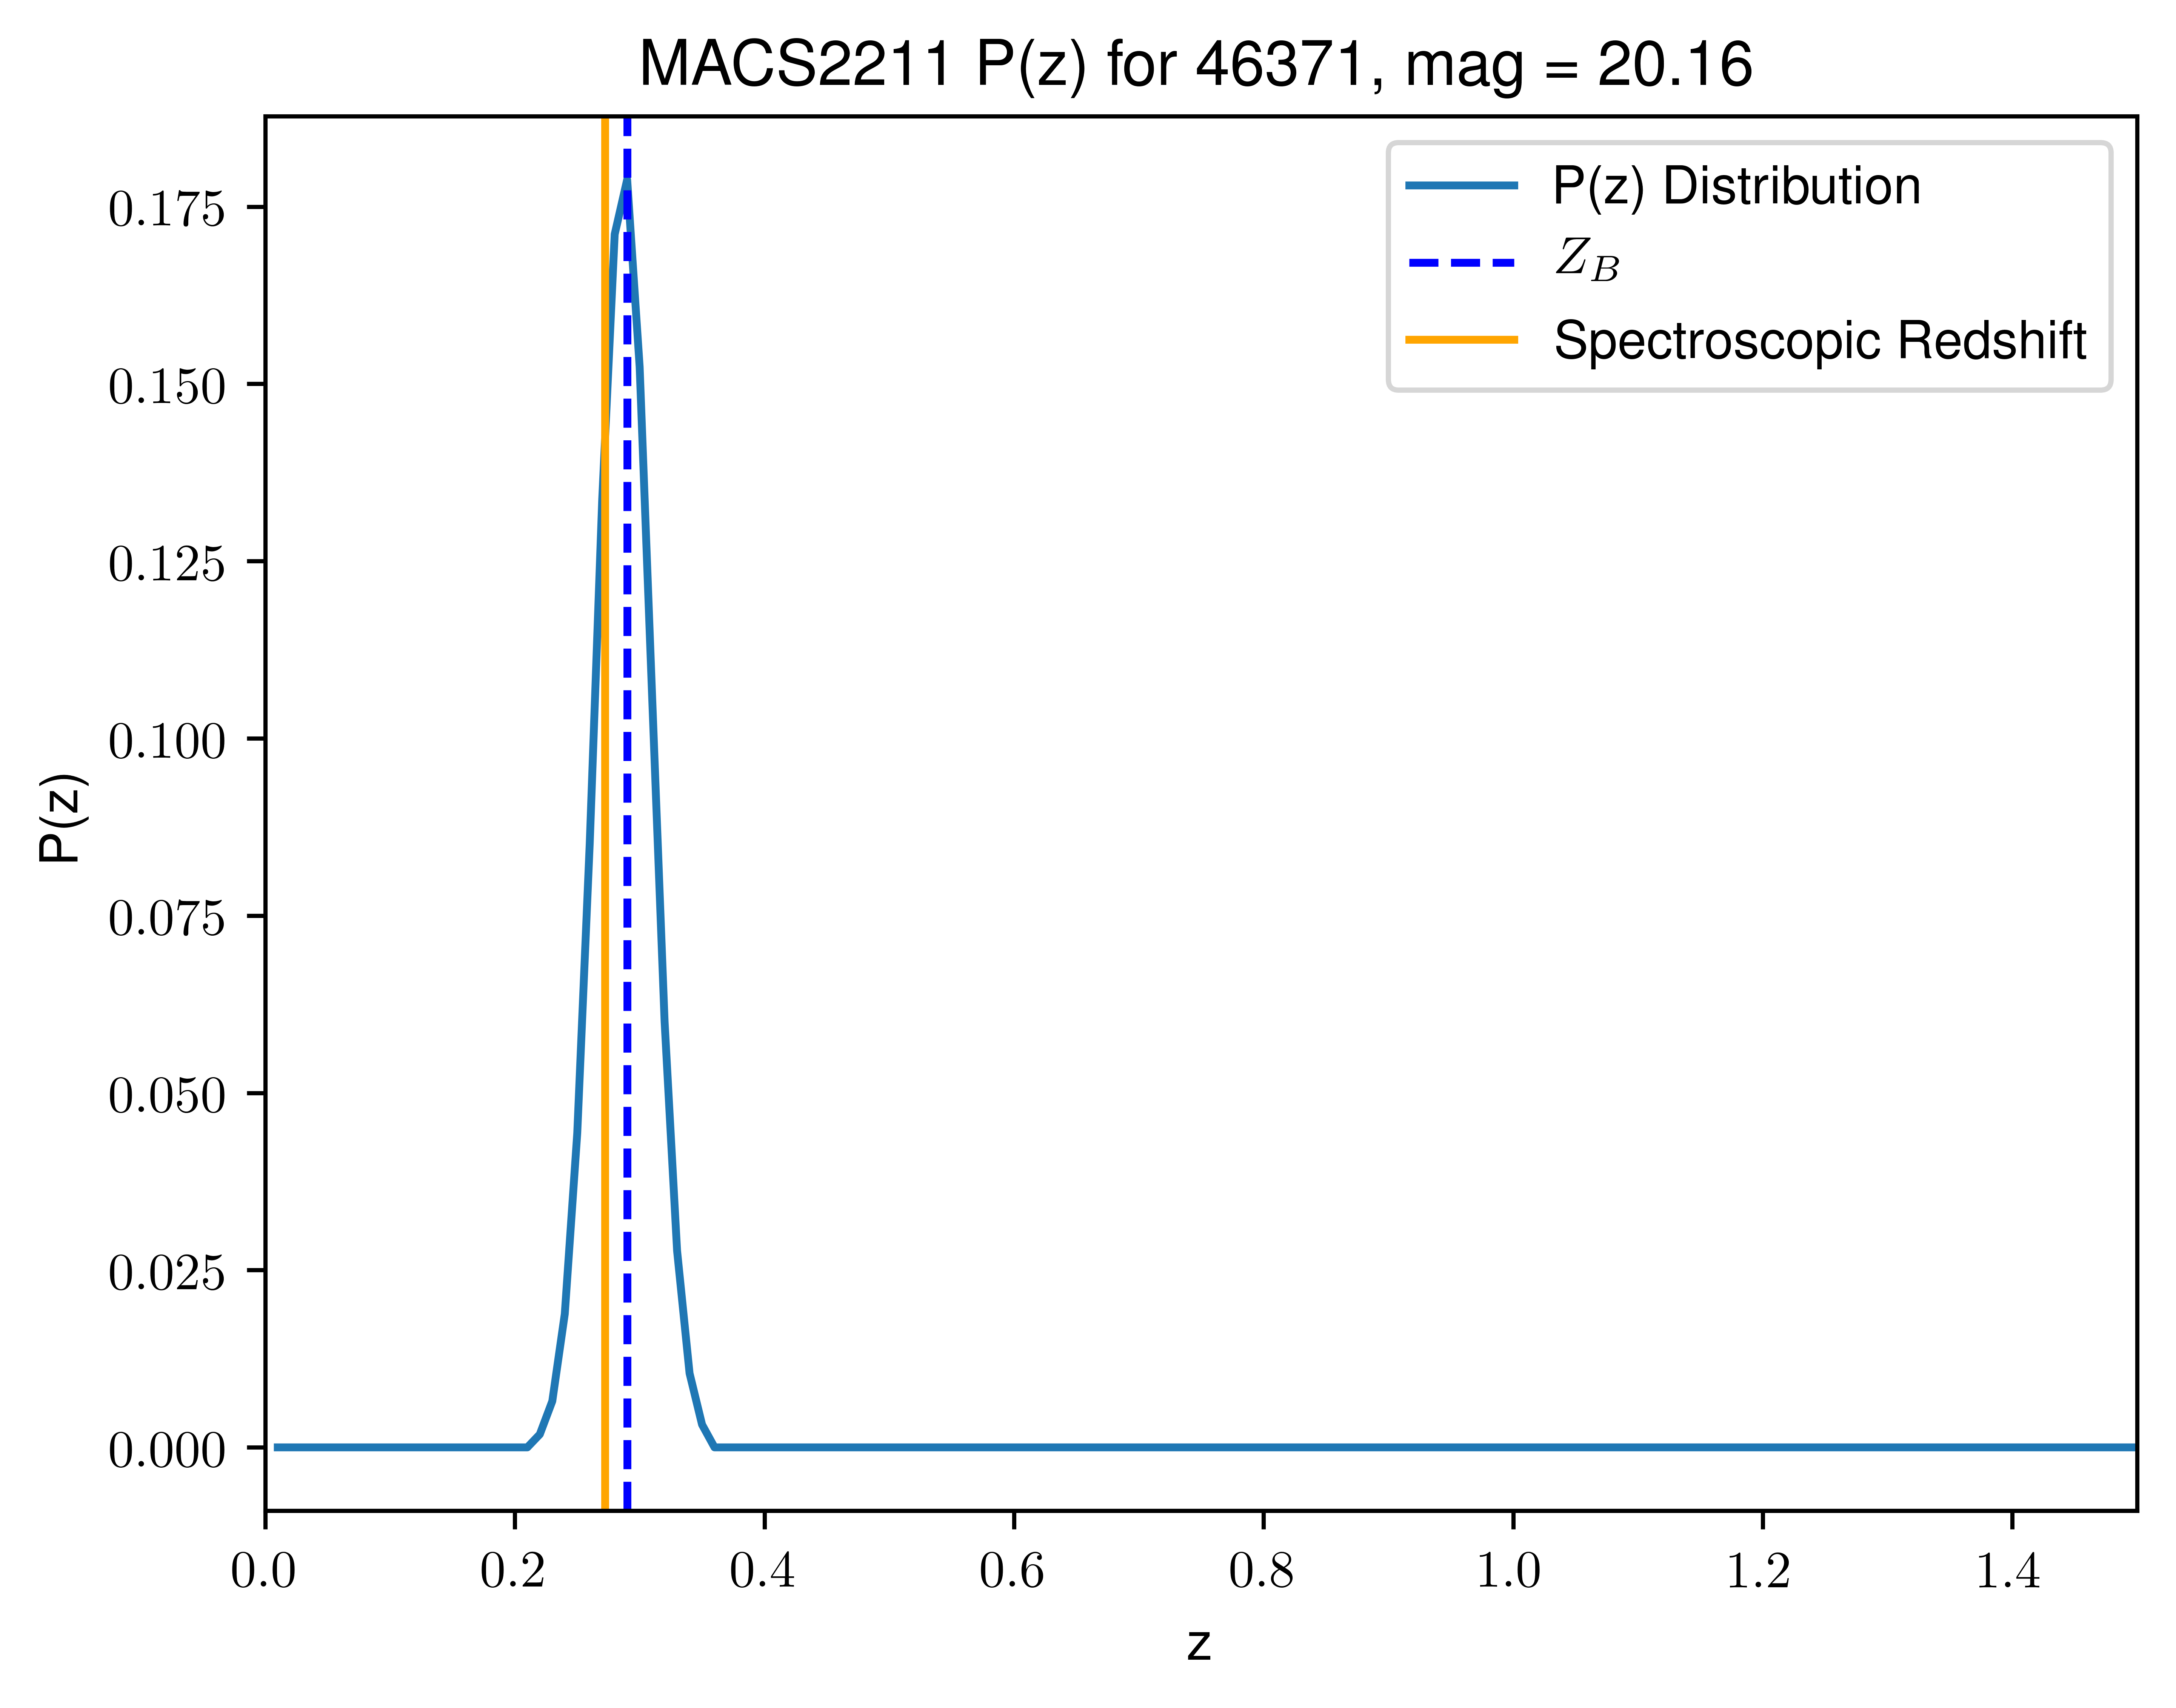 MACS2211 P(z) for 46371, mag = 20.16
P(z) Distribution
Z_B
Spectroscopic Redshift
P(z)
0.175
0.150
0.125
0.100
0.075
0.050
0.025
0.000
0.0 0.2 0.4 0.6 0.8 1.0 1.2 1.4
z